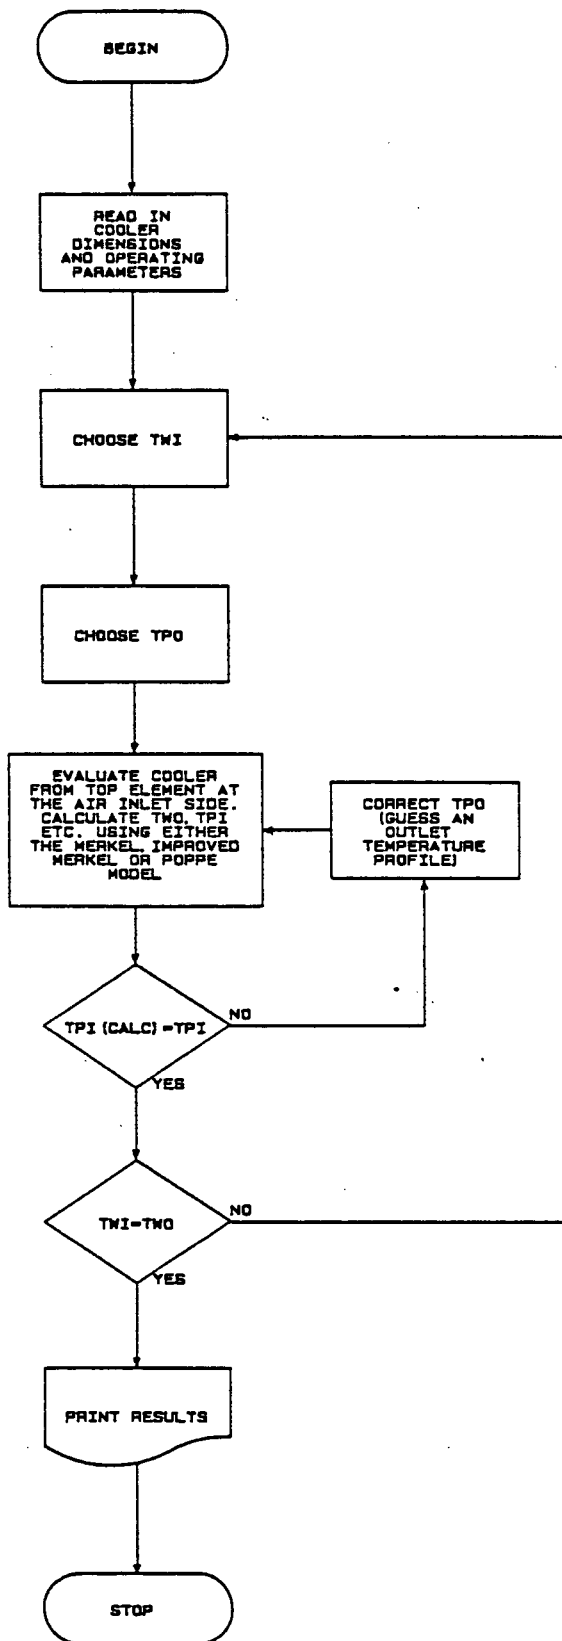 BEGIN
READ IN
COOLER
DIMENSIONS
AND OPERATING
PARAMETERS
CHOOSE TWI
CHOOSE TPO
EVALUATE COOLER
FROM TOP ELEMENT AT
THE AIR INLET SIDE.
CALCULATE TWO, TPI
ETC. USING EITHER
THE MERKEL, IMPROVED
MERKEL OR POPPE
MODEL
CORRECT TPO
(GUESS AN
OUTLET
TEMPERATURE
PROFILE)
TPI (CALC) =TPI
NO
YES
TWI=TWO
NO
YES
PRINT RESULTS
STOP